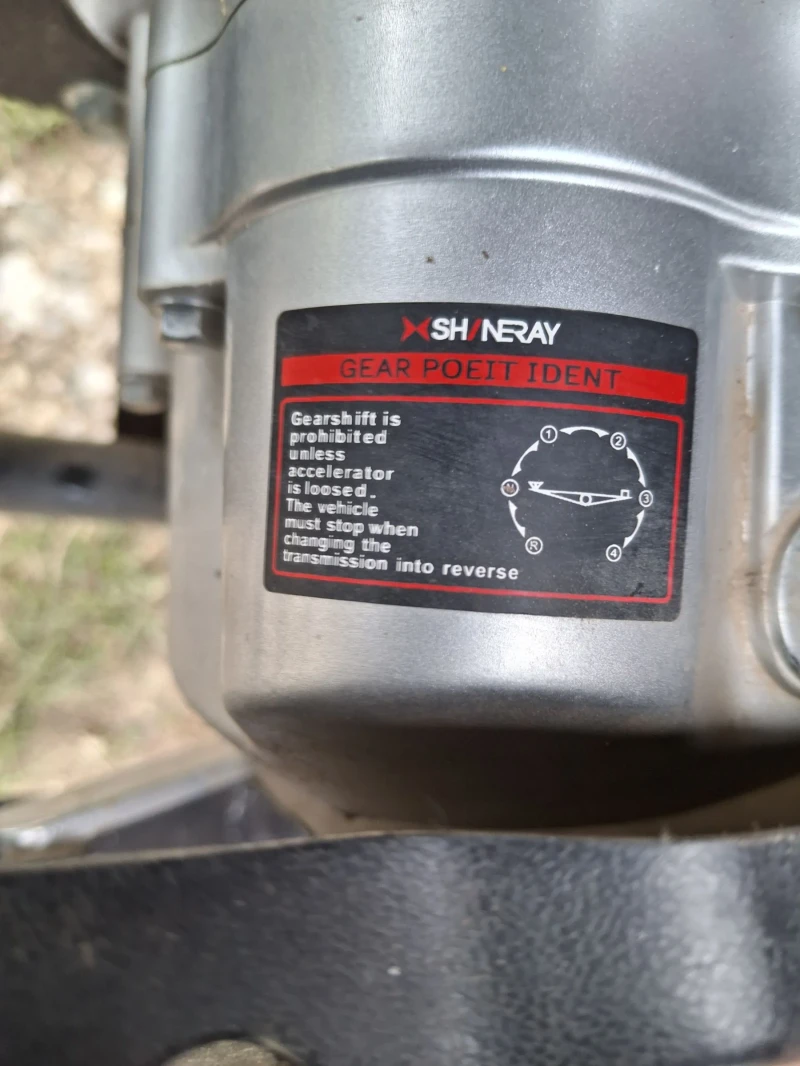 SHINERAY
GEAR POEIT IDENT
Gearshift is
prohibited
unless
accelerator
is loosed.
The vehicle
must stop when
changing the
transmission into reverse
1
2
N
3
R
4